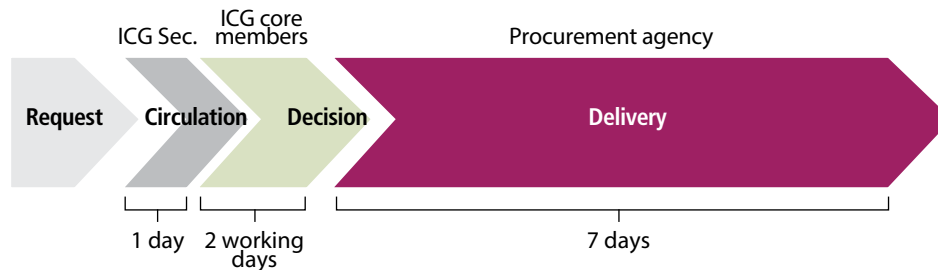 ICG Sec.
ICG core
members
Procurement agency
Request
Circulation
Decision
Delivery
1 day
2 working
days
7 days